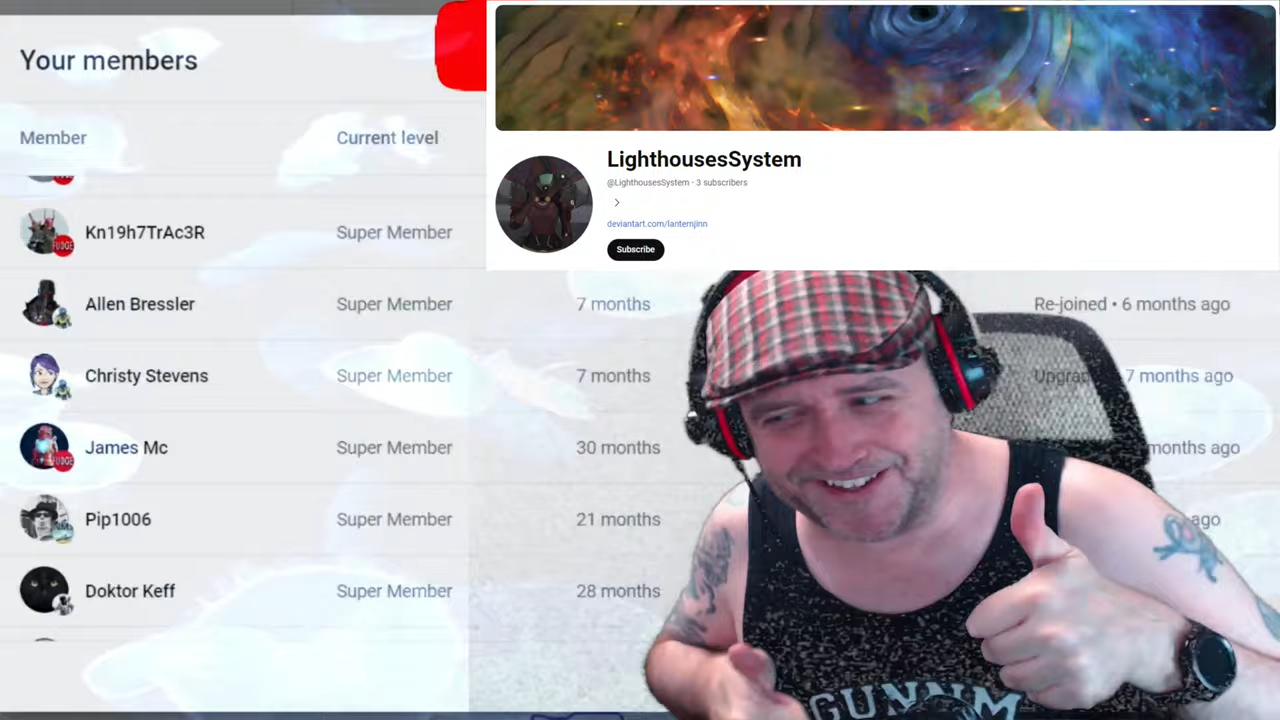 Your members
LighthousesSystem
@LighthousesSystem · 3 subscribers
deviantart.com/lanternjinn
Subscribe
Member
Current level
Kn19h7TrAc3R
Super Member
FUDGE
Allen Bressler
Super Member
7 months
Re-joined • 6 months ago
Christy Stevens
Super Member
7 months
7 months ago
James Mc
Super Member
30 months
months ago
FUDGE
Pip1006
Super Member
21 months
ago
Doktor Keff
Super Member
28 months